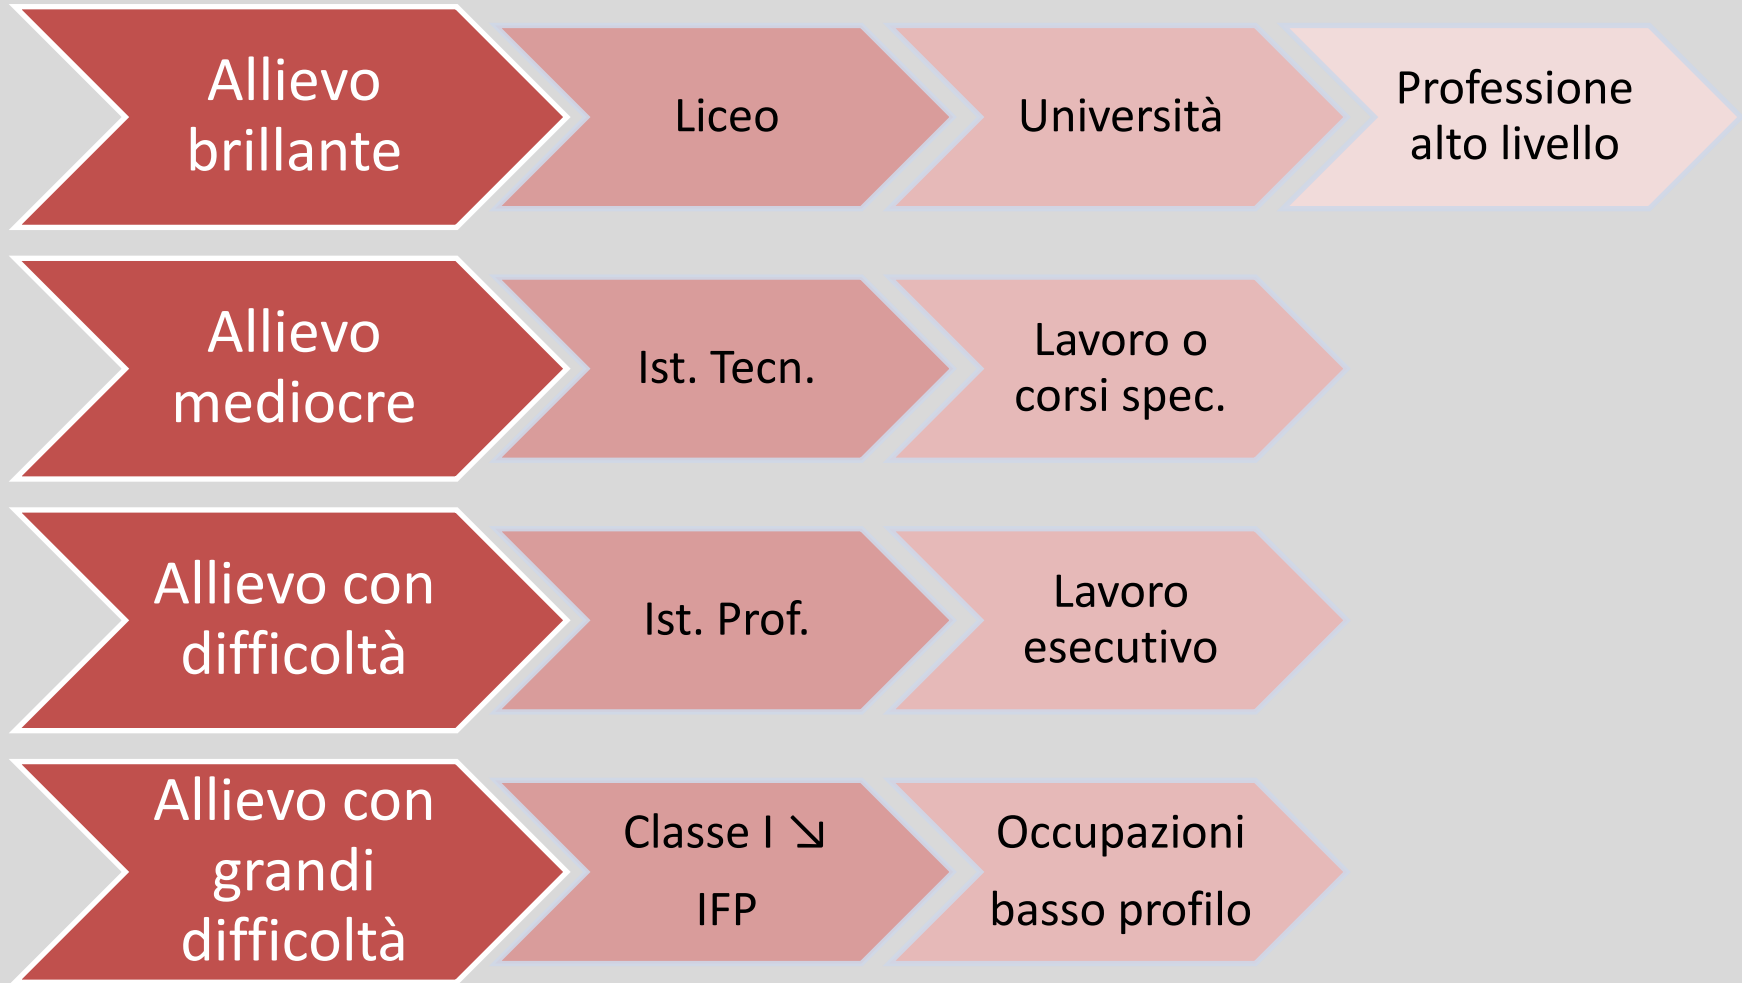 Allievo
brillante
Liceo
Università
Professione
alto livello
Allievo
mediocre
Ist. Tecn.
Lavoro o
corsi spec.
Allievo con
difficoltà
Ist. Prof.
Lavoro
esecutivo
Allievo con
grandi
difficoltà
Classe I ↘
IFP
Occupazioni
basso profilo